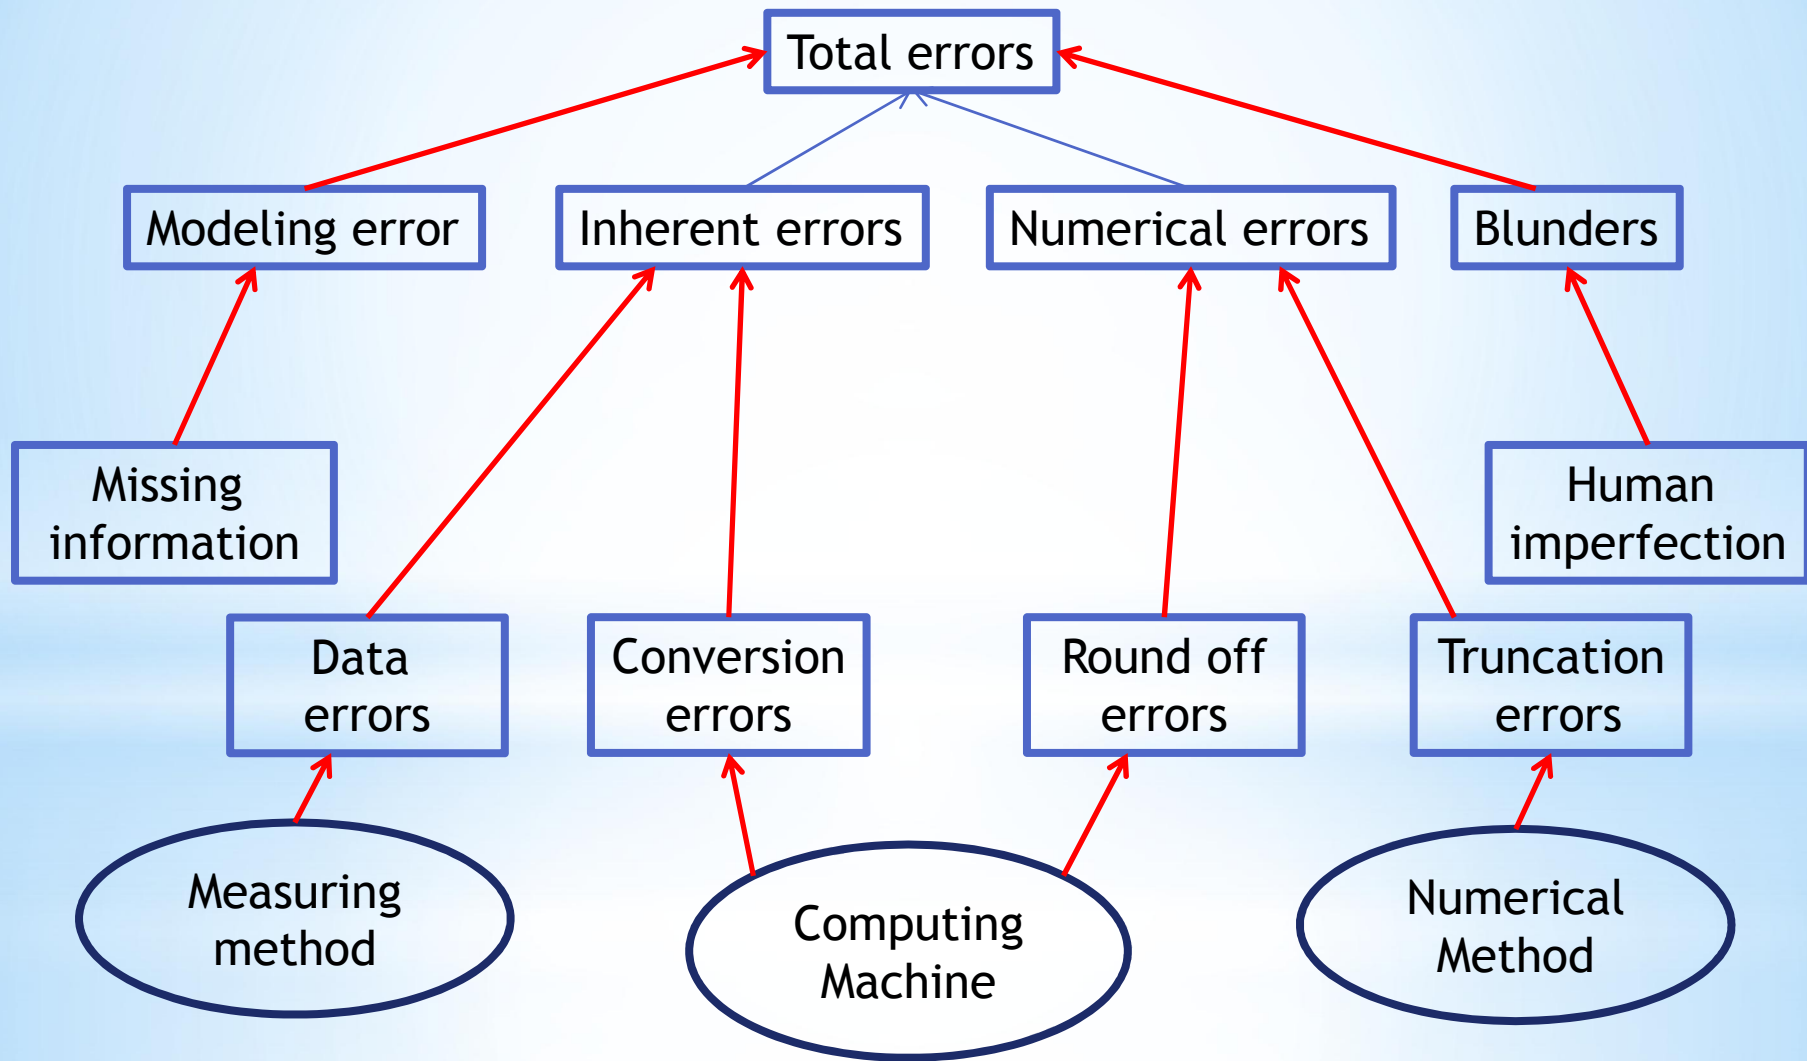 Total errors
Modeling error
Inherent errors
Numerical errors
Blunders
Missing
information
Human
imperfection
Data
errors
Conversion
errors
Round off
errors
Truncation
errors
Measuring
method
Computing
Machine
Numerical
Method